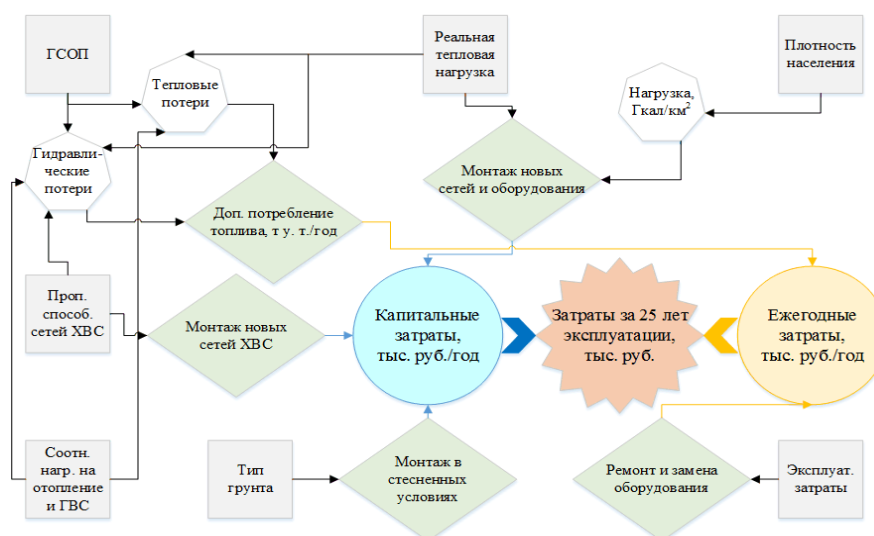 ГСОП
Реальная
тепловая
нагрузка
Плотность
населения
Тепловые
потери
Нагрузка,
Гкал/км²
Гидравли-
ческие
потери
Монтаж новых
сетей и оборудования
Доп. потребление
топлива, т у. т./год
Проп.
способ.
сетей ХВС
Монтаж новых
сетей ХВС
Капитальные
затраты,
тыс. руб./год
Затраты за 25 лет
эксплуатации,
тыс. руб.
Ежегодные
затраты,
тыс. руб./год
Соотн.
нагр. на
отопление
и ГВС
Тип
грунта
Монтаж в
стесненных
условиях
Ремонт и замена
оборудования
Эксплуат.
затраты